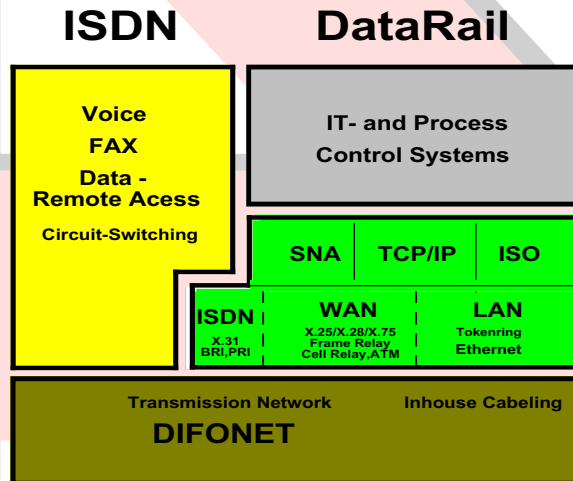 ISDN
DataRail
Voice
FAX
Data -
Remote Acess
Circuit-Switching
IT- and Process
Control Systems
SNA
TCP/IP
ISO
ISDN
X.31
BRI,PRI
WAN
X.25/X.28/X.75
Frame Relay
Cell Relay,ATM
LAN
Tokenring
Ethernet
Transmission Network
Inhouse Cabeling
DIFONET